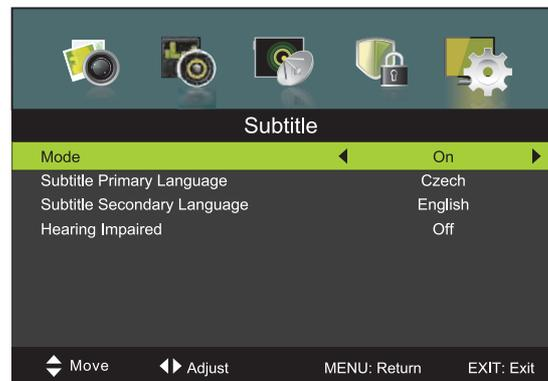 Subtitle
Mode On
Subtitle Primary Language Czech
Subtitle Secondary Language English
Hearing Impaired Off
Move Adjust MENU: Return EXIT: Exit